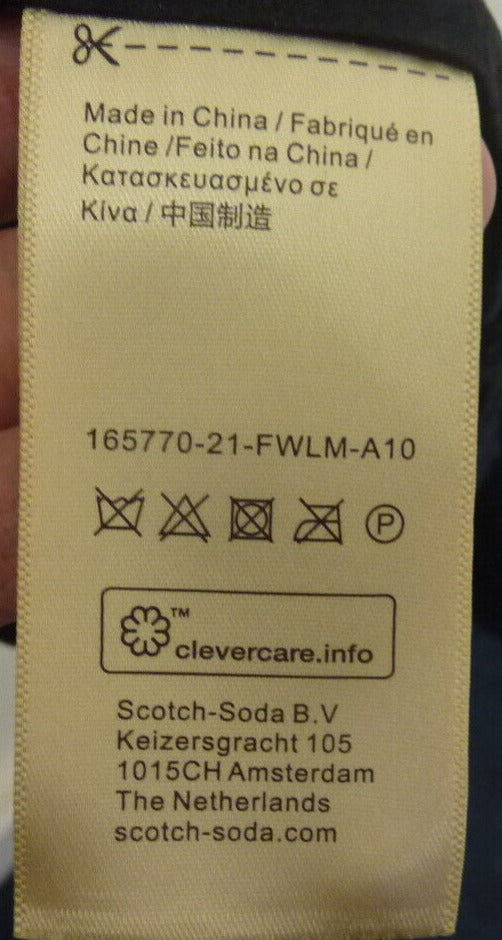 Made in China / Fabriqué en
Chine /Feito na China /
Κατασκευασμένο σε
Κίνα / 中国制造
165770-21-FWLM-A10
P
™
clevercare.info
Scotch-Soda B.V
Keizersgracht 105
1015CH Amsterdam
The Netherlands
scotch-soda.com